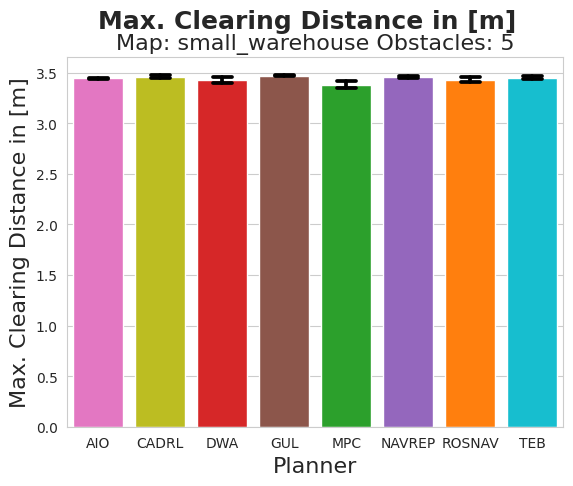 Max. Clearing Distance in [m]
Map: small_warehouse Obstacles: 5
Max. Clearing Distance in [m]
3.5
3.0
2.5
2.0
1.5
1.0
0.5
0.0
AIO CADRL DWA GUL MPC NAVREP ROSNAV TEB
Planner